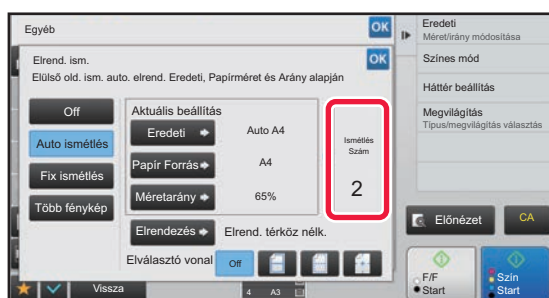 Egyéb
OK
Elrend. ism.
OK
Elülső old. ism. auto. elrend. Eredeti, Papírméret és Arány alapján
Off
Auto ismétlés
Fix ismétlés
Több fénykép
Aktuális beállítás
Eredeti
Auto A4
Papír Forrás
A4
Méretarány
65%
Ismétlés
Szám
2
Elrendezés
Elrend. térköz nélk.
Elválasztó vonal
Off
Vissza
4
A3
Eredeti
Méret/irány módosítása
Színes mód
Háttér beállítás
Megvilágítás
Típus/megvilágítás választás
Előnézet
CA
F/F
Start
Szín
Start